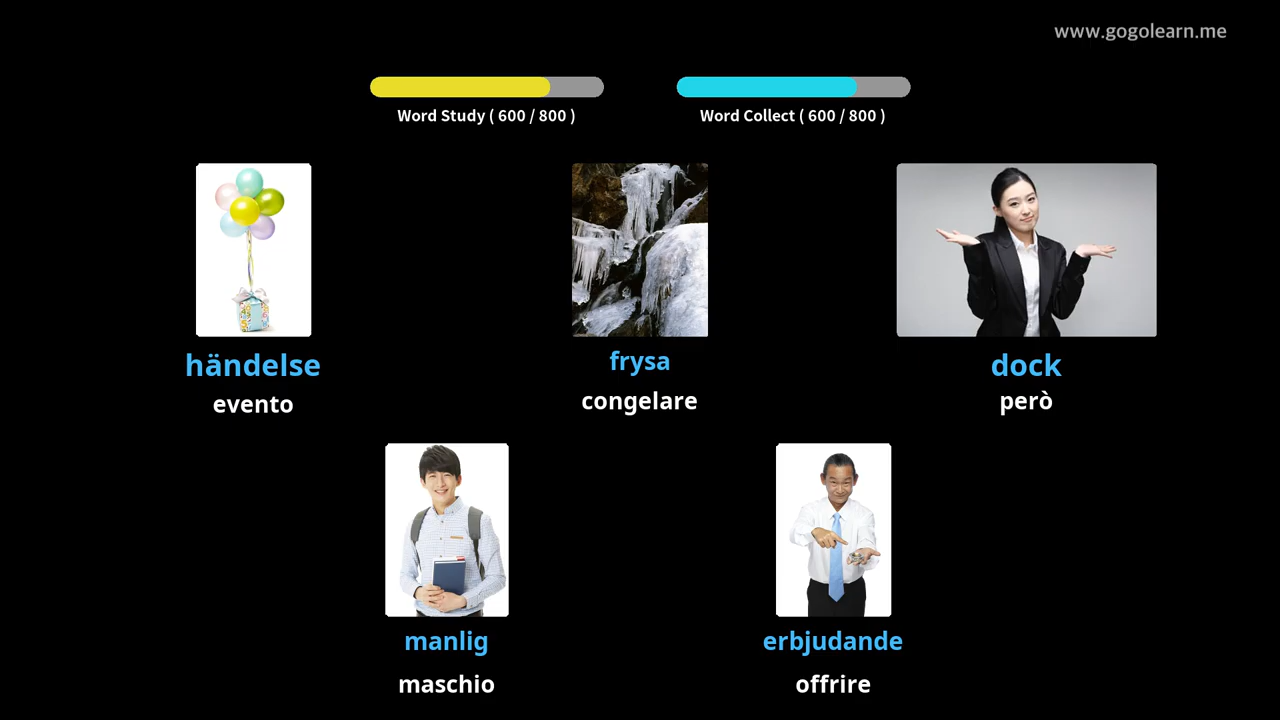 www.gogolearn.me
Word Study ( 600 / 800 )
Word Collect ( 600 / 800 )
händelse
evento
frysa
congelare
dock
però
manlig
maschio
erbjudande
offrire